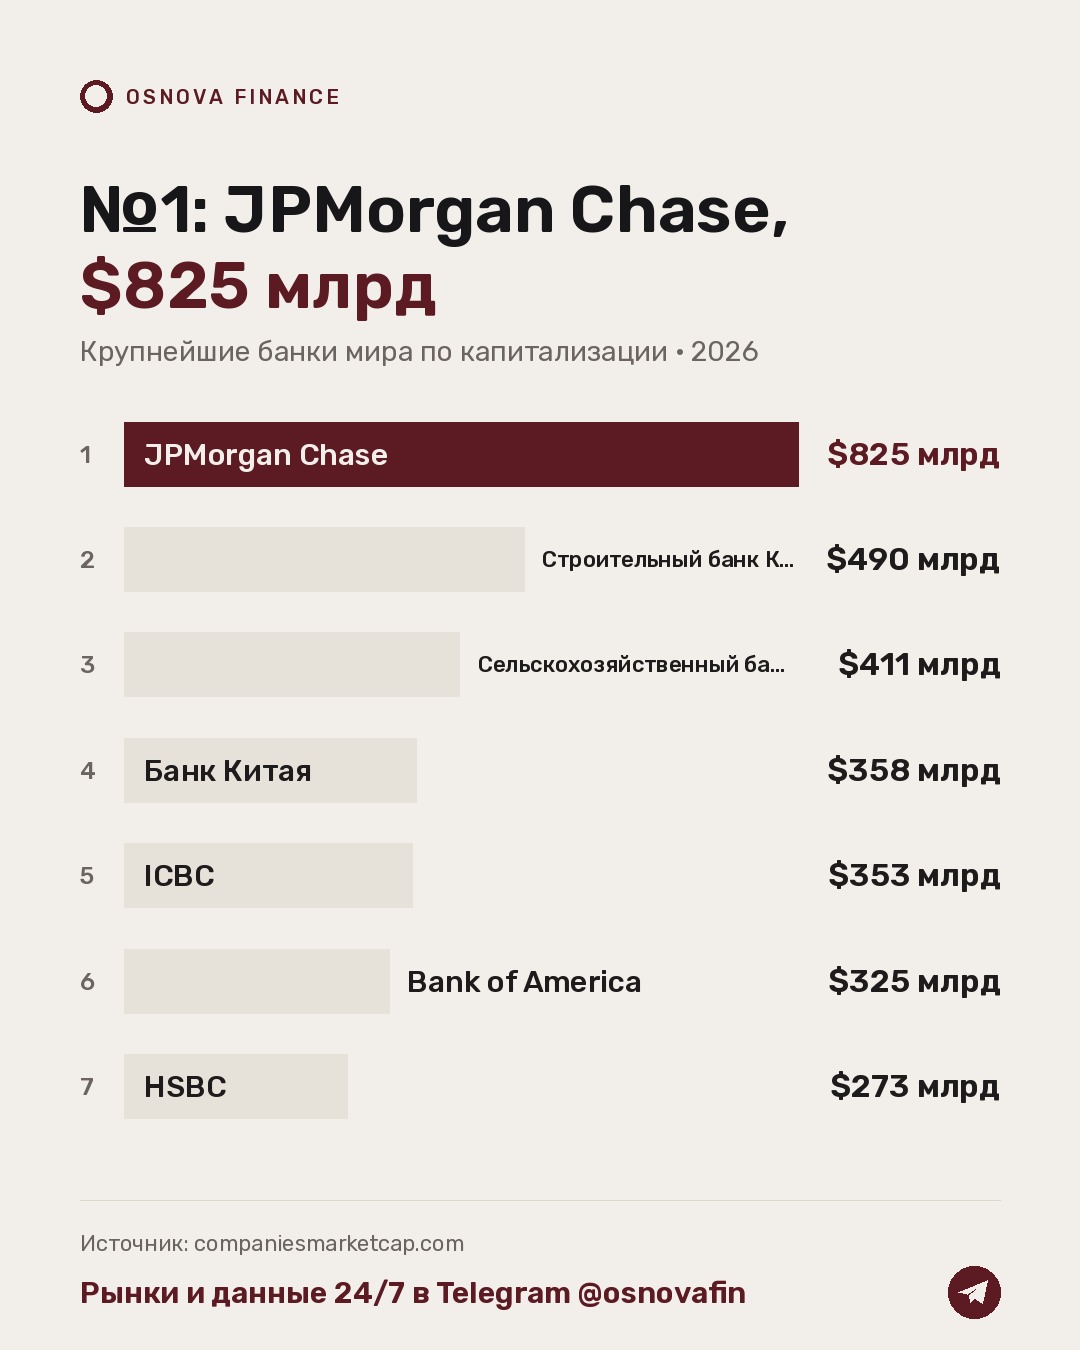 OSNOVA FINANCE
№1: JPMorgan Chase,
$825 млрд
Крупнейшие банки мира по капитализации • 2026
1 JPMorgan Chase $825 млрд
2 Строительный банк К... $490 млрд
3 Сельскохозяйственный ба... $411 млрд
4 Банк Китая $358 млрд
5 ICBC $353 млрд
6 Bank of America $325 млрд
7 HSBC $273 млрд
Источник: companiesmarketcap.com
Рынки и данные 24/7 в Telegram @osnovafin